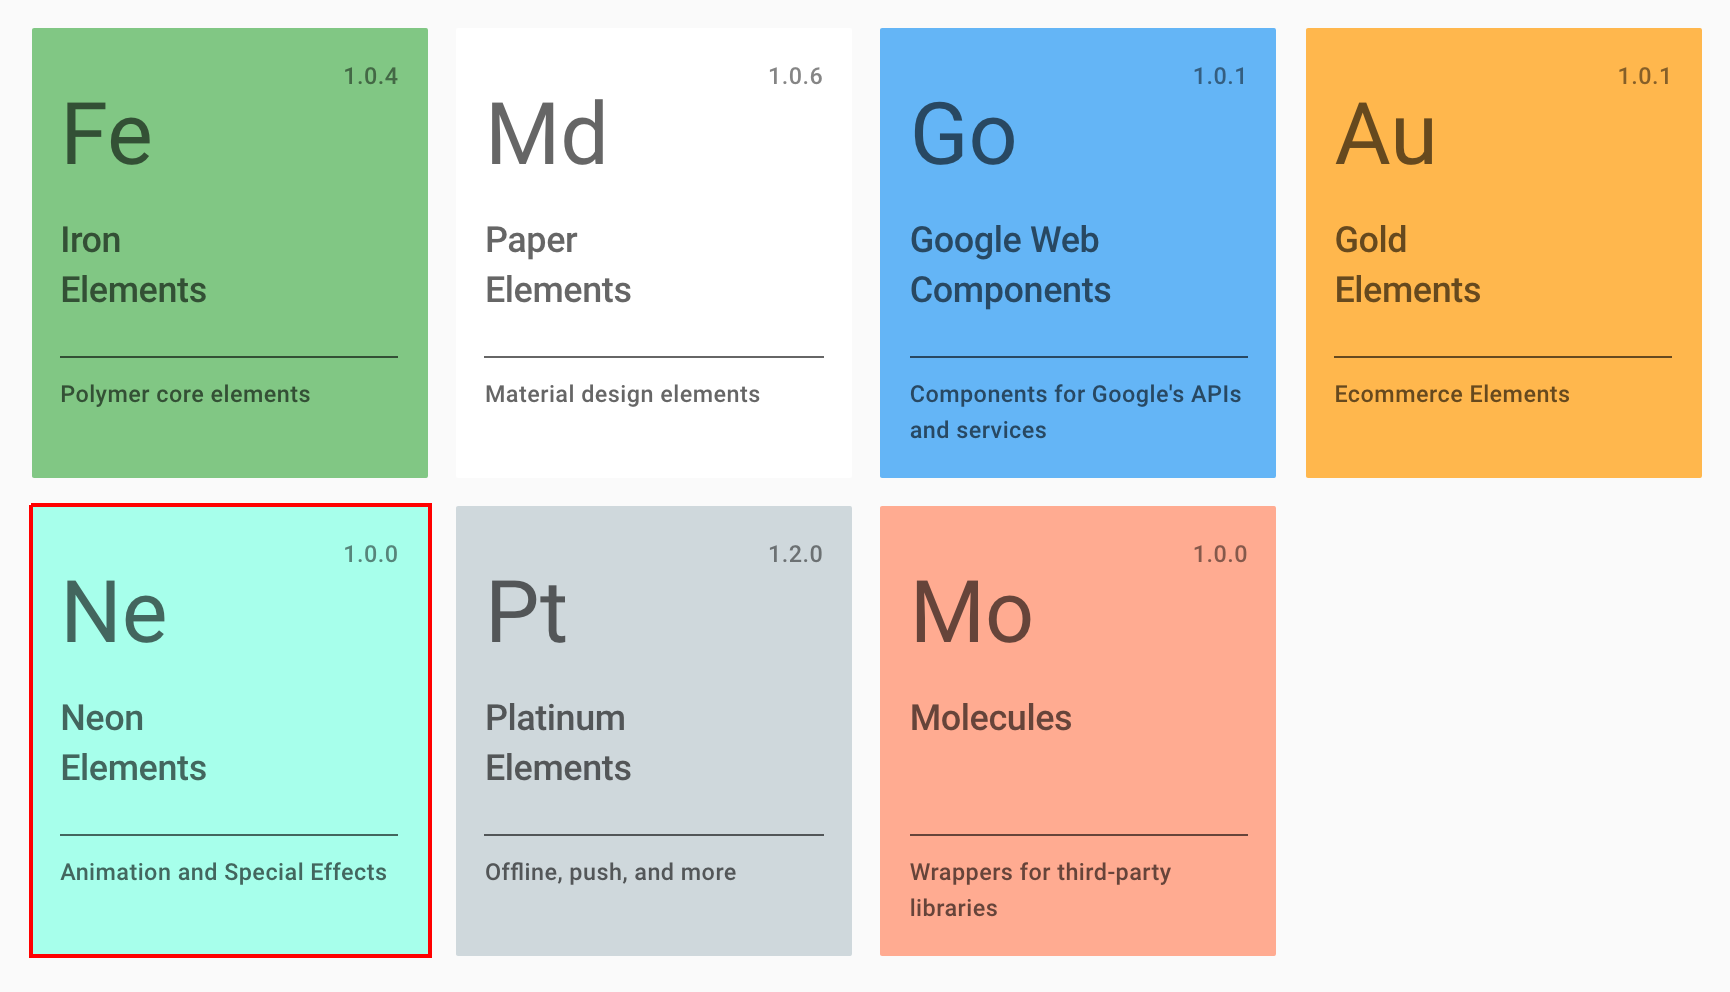 1.0.4
Fe
Iron
Elements
Polymer core elements
1.0.6
Md
Paper
Elements
Material design elements
1.0.1
Go
Google Web
Components
Components for Google's APIs
and services
1.0.1
Au
Gold
Elements
Ecommerce Elements
1.0.0
Ne
Neon
Elements
Animation and Special Effects
1.2.0
Pt
Platinum
Elements
Offline, push, and more
1.0.0
Mo
Molecules
Wrappers for third-party
libraries